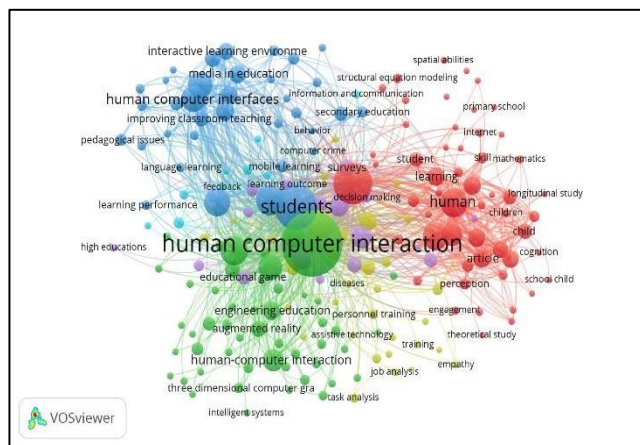 spatial abilities
interactive learning environme
structural equation modeling
media in education
information and communication
human computer interfaces
primary school
secondary education
improving classroom teaching
internet
behavior
pedagogical issues
computer crime
student
skill
mathematics
language learning
mobile learning
surveys
learning
feedback
learning outcome
decision making
longitudinal study
learning performance
students
human
children
child
high educations
human computer interaction
article
cognition
educational game
diseases
perception
school child
engineering education
personnel training
engagement
augmented reality
assistive technology
theoretical study
training
human-computer interaction
empathy
job analysis
three dimensional computer gra
task analysis
intelligent systems
VOSviewer